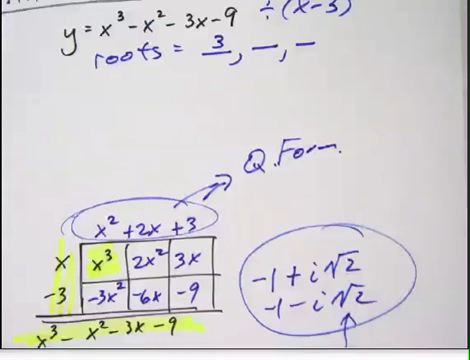 y = x³ - x² - 3x - 9 ÷ (x - 3)
roots = 3, _, _
Q. Form.
x² + 2x + 3
x x³ 2x² 3x
-3 -3x² -6x -9
x³ - x² - 3x - 9
-1 + i√2
-1 - i√2